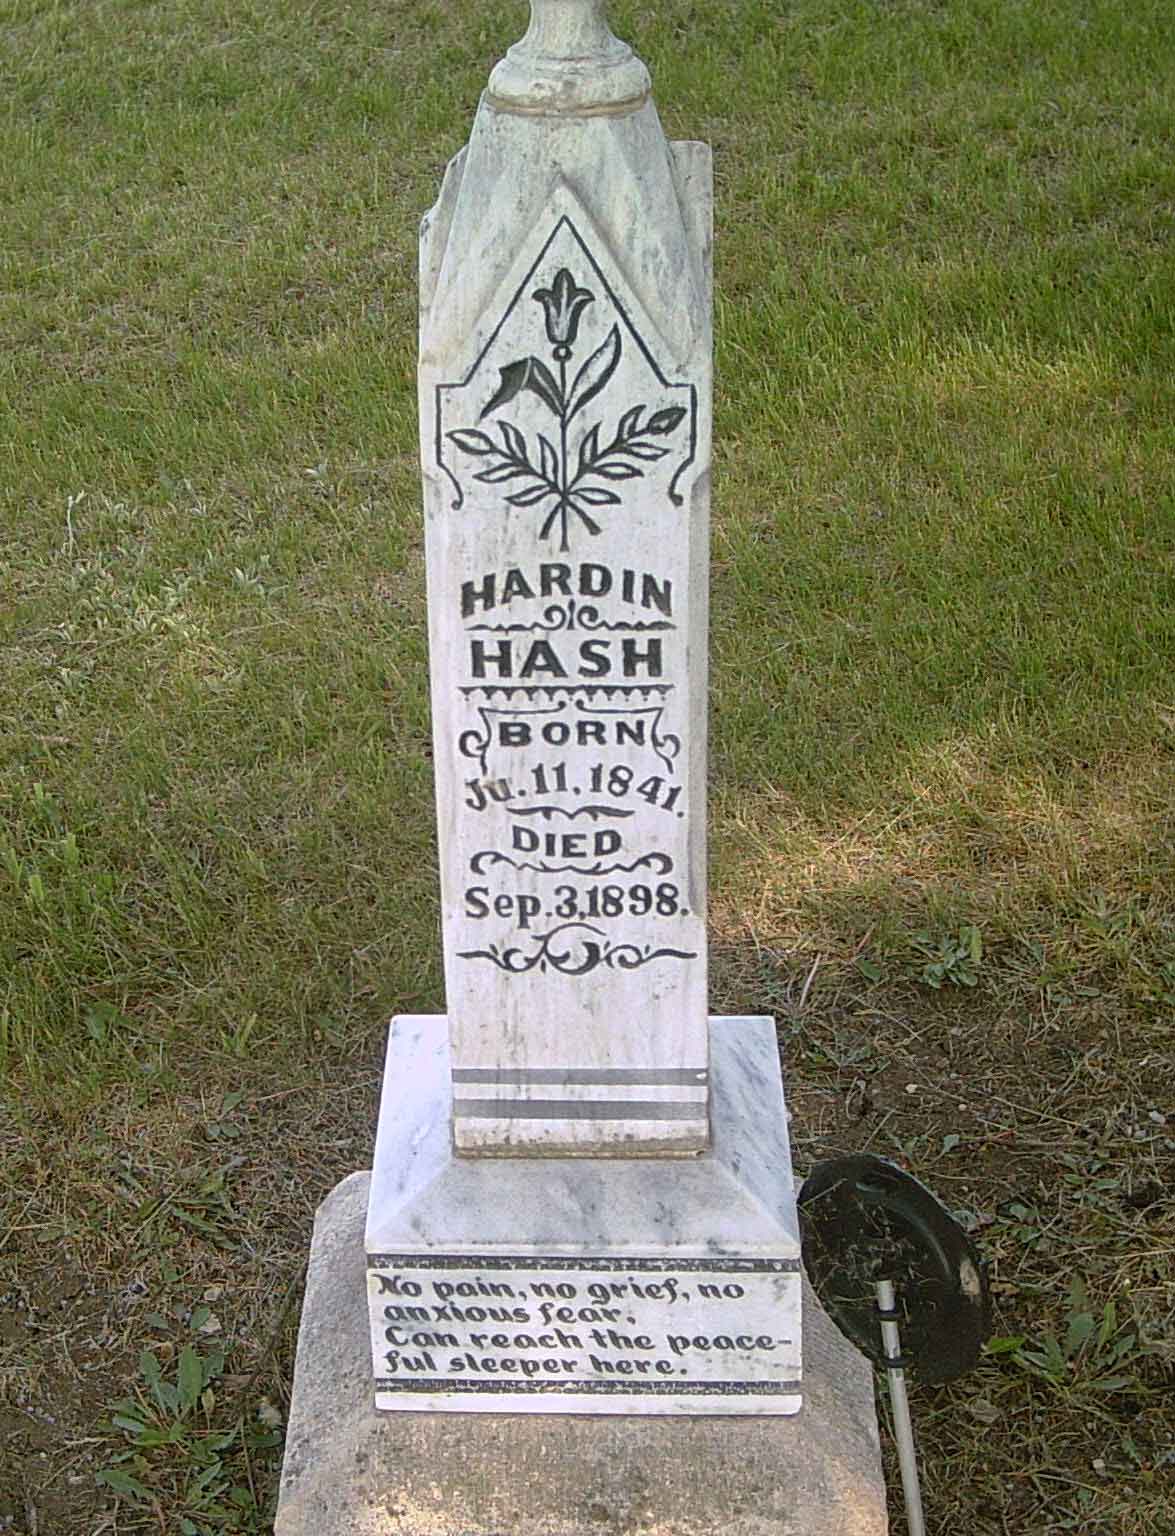 HARDIN
HASH
BORN
Ju. 11, 1841.
DIED
Sep. 3, 1898.
No pain, no grief, no
anxious fear,
Can reach the peace-
ful sleeper here.